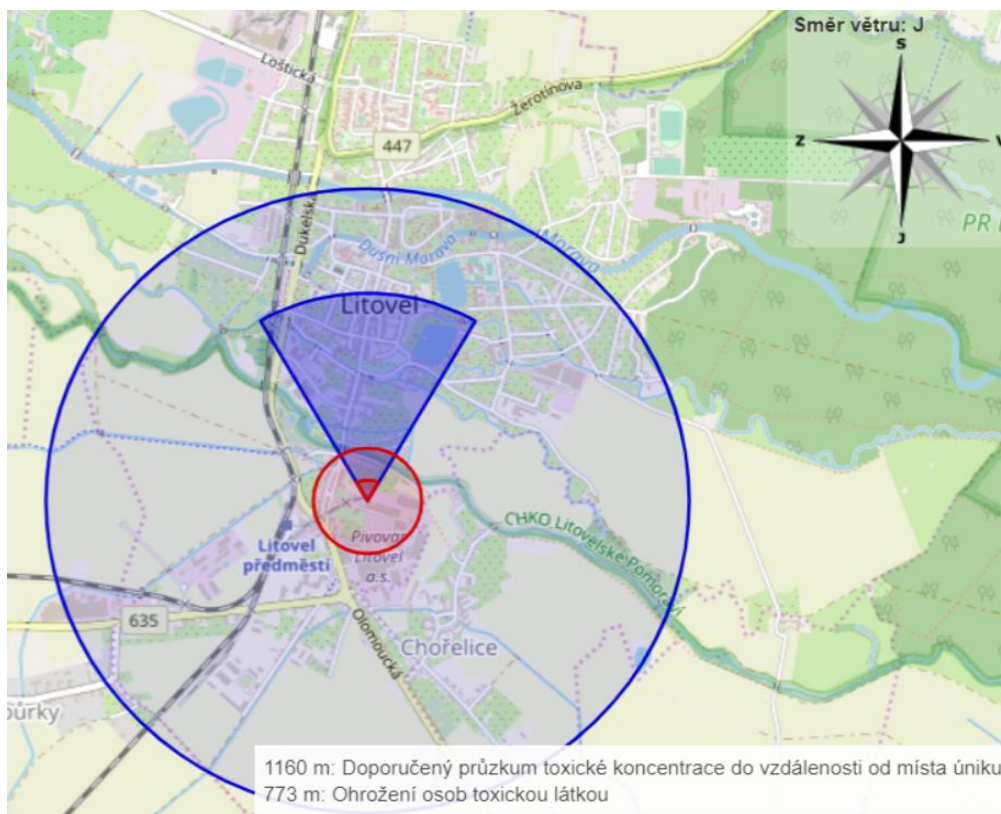 Směr větru: J
S
Loštická
Žerotínova
447
Z
V
J
PR
Dukelská
Dušní Morava
Morava
Litovel
CHKO Litovelské Pomoraví
Litovel
předměstí
Pivovar
Litovel
a.s.
635
Olomoucká
Chořelice
1160 m: Doporučený průzkum toxické koncentrace do vzdálenosti od místa úniku
773 m: Ohrožení osob toxickou látkou